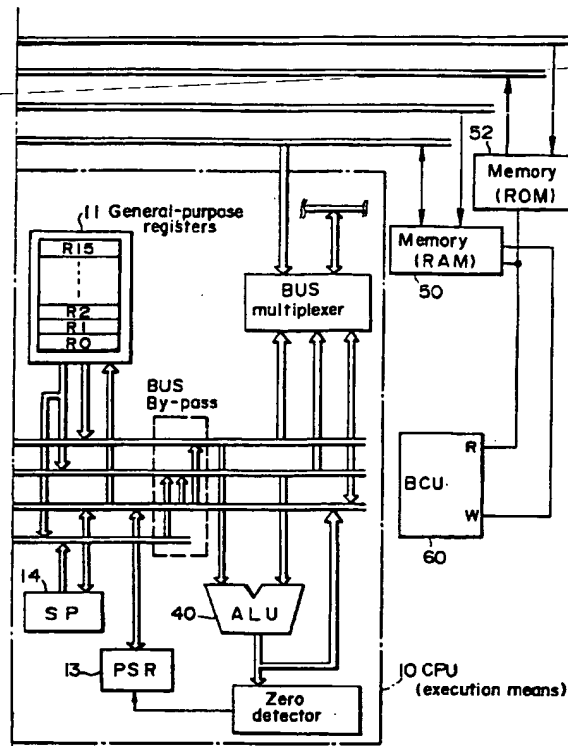 52
Memory
(ROM)
11 General-purpose
registers
R15
R2
R1
R0
Memory
(RAM)
50
BUS
multiplexer
BUS
By-pass
R
BCU
W
60
14
SP
40
ALU
13
PSR
10 CPU
(execution means)
Zero
detector